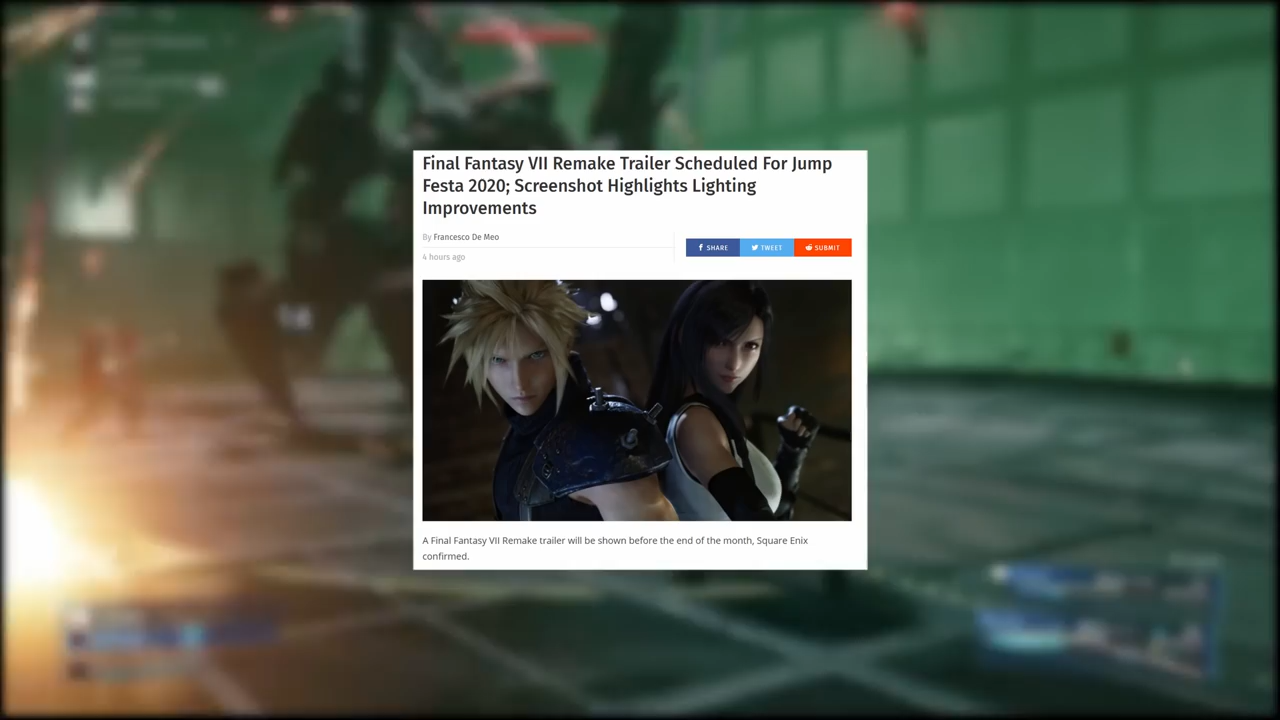 Final Fantasy VII Remake Trailer Scheduled For Jump
Festa 2020; Screenshot Highlights Lighting
Improvements
By Francesco De Meo
4 hours ago
SHARE
TWEET
SUBMIT
A Final Fantasy VII Remake trailer will be shown before the end of the month, Square Enix
confirmed.